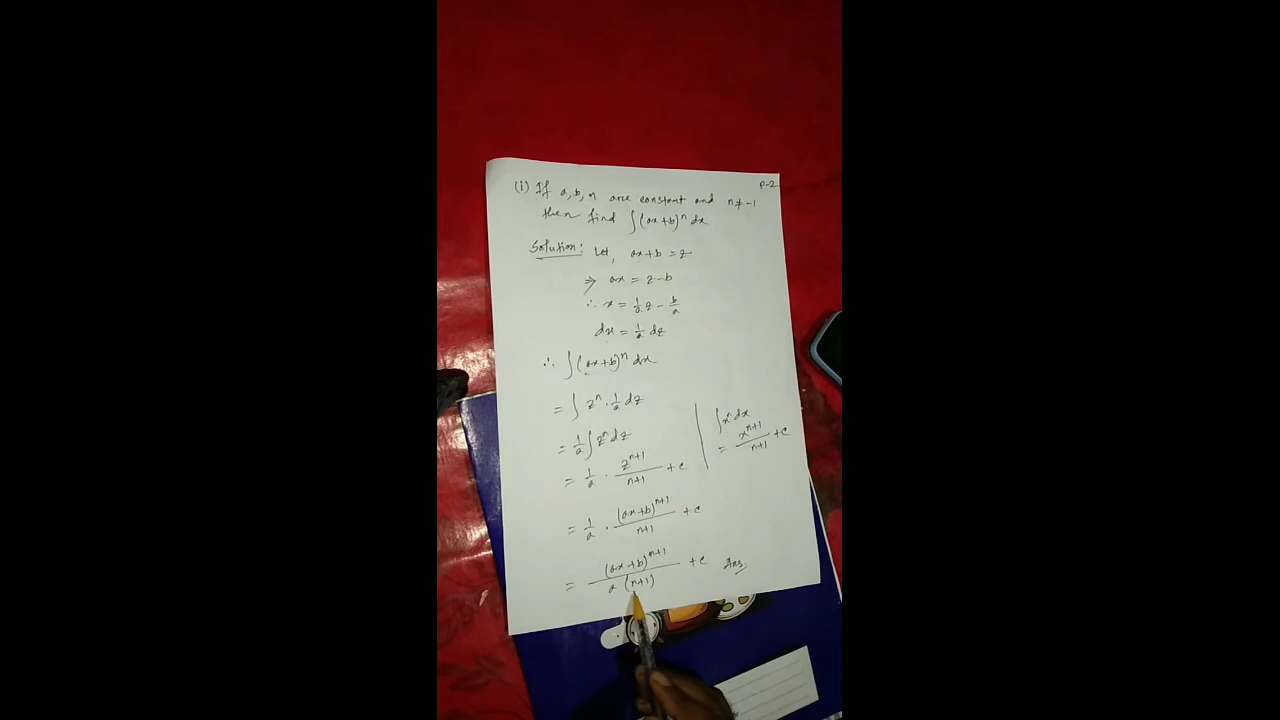 P-2
(i) If a, b, n are constant and n ≠ -1
then find ∫(ax+b)^n dx
Solution: Let, ax+b = z
⇒ ax = z-b
∴ x = 1/a z - b/a
dx = 1/a dz
∴ ∫(ax+b)^n dx
= ∫ z^n · 1/a dz
= 1/a ∫ z^n dz
= 1/a · z^(n+1)/(n+1) + c
= 1/a · (ax+b)^(n+1)/(n+1) + c
= (ax+b)^(n+1)/(a(n+1)) + c Ans
∫x^n dx
= x^(n+1)/(n+1) + c